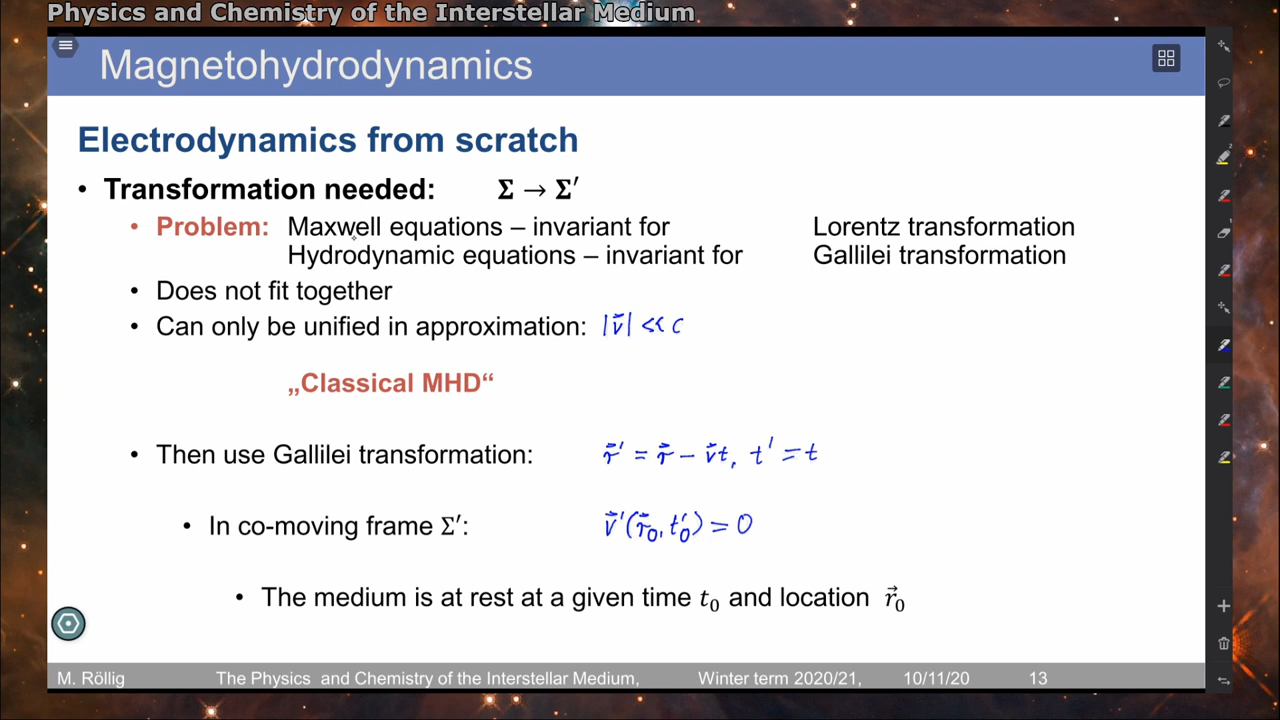 Physics and Chemistry of the Interstellar Medium
Magnetohydrodynamics
Electrodynamics from scratch
• Transformation needed: Σ → Σ′
• Problem: Maxwell equations – invariant for Lorentz transformation
Hydrodynamic equations – invariant for Gallilei transformation
• Does not fit together
• Can only be unified in approximation: |v⃗| << c
„Classical MHD“
• Then use Gallilei transformation: r⃗′ = r⃗ − v⃗t, t′ = t
• In co-moving frame Σ′: v⃗′(r⃗₀, t₀′) = 0
• The medium is at rest at a given time t₀ and location r⃗₀
M. Röllig The Physics and Chemistry of the Interstellar Medium, Winter term 2020/21, 10/11/20 13